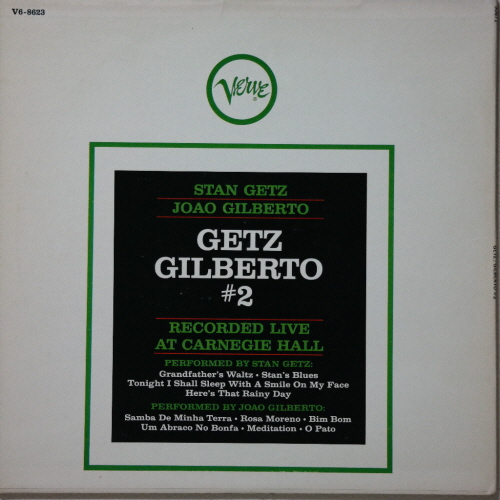 V6-8623
Verve
®
STAN GETZ
JOAO GILBERTO
GETZ
GILBERTO
#2
RECORDED LIVE
AT CARNEGIE HALL
PERFORMED BY STAN GETZ:
Grandfather's Waltz • Stan's Blues
Tonight I Shall Sleep With A Smile On My Face
Here's That Rainy Day
PERFORMED BY JOAO GILBERTO:
Samba De Minha Terra • Rosa Moreno • Bim Bom
Um Abraco No Bonfa • Meditation • O Pato